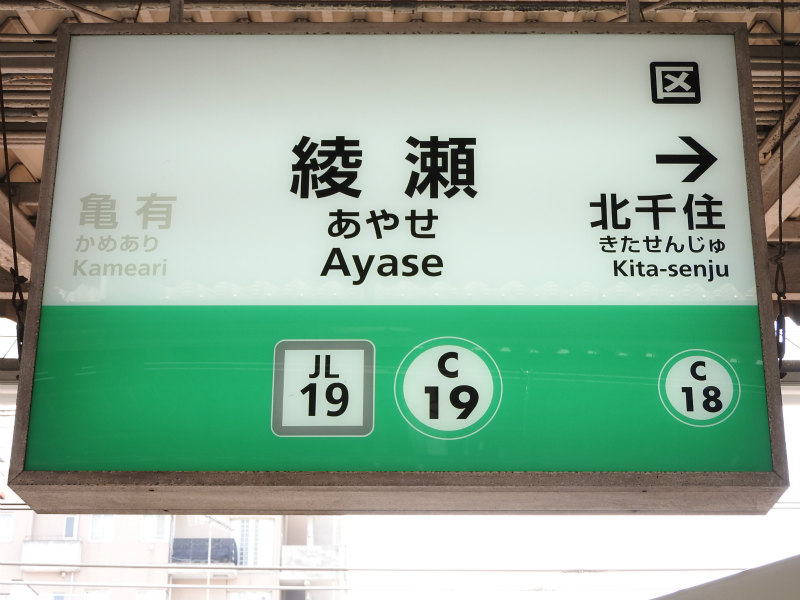 区
綾瀬
あやせ
Ayase
亀有
かめあり
Kameari
→
北千住
きたせんじゅ
Kita-senju
JL
19
C
19
C
18